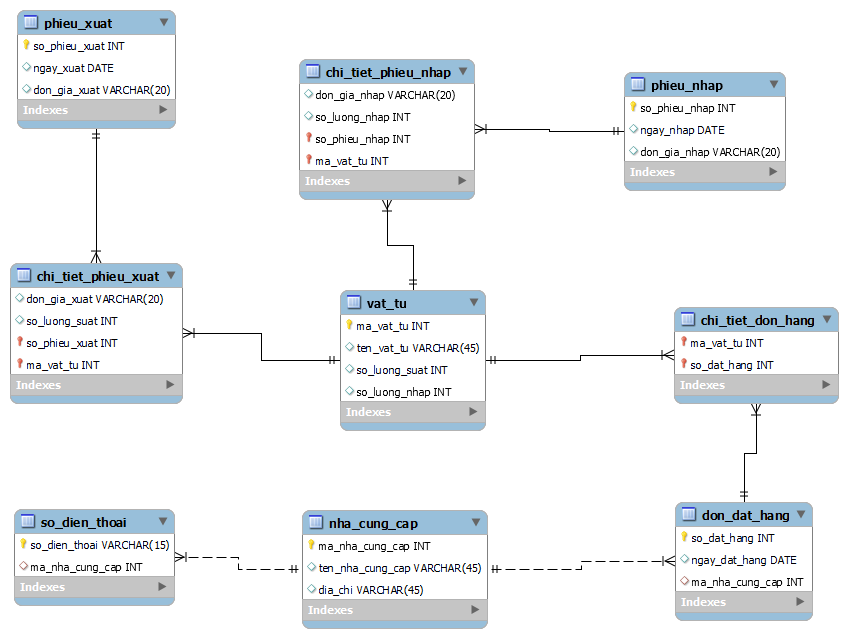 phieu_xuat
so_phieu_xuat INT
ngay_xuat DATE
don_gia_xuat VARCHAR(20)
Indexes
chi_tiet_phieu_nhap
don_gia_nhap VARCHAR(20)
so_luong_nhap INT
so_phieu_nhap INT
ma_vat_tu INT
Indexes
phieu_nhap
so_phieu_nhap INT
ngay_nhap DATE
don_gia_nhap VARCHAR(20)
Indexes
chi_tiet_phieu_xuat
don_gia_xuat VARCHAR(20)
so_luong_suat INT
so_phieu_xuat INT
ma_vat_tu INT
Indexes
vat_tu
ma_vat_tu INT
ten_vat_tu VARCHAR(45)
so_luong_suat INT
so_luong_nhap INT
Indexes
chi_tiet_don_hang
ma_vat_tu INT
so_dat_hang INT
Indexes
so_dien_thoai
so_dien_thoai VARCHAR(15)
ma_nha_cung_cap INT
Indexes
nha_cung_cap
ma_nha_cung_cap INT
ten_nha_cung_cap VARCHAR(45)
dia_chi VARCHAR(45)
Indexes
don_dat_hang
so_dat_hang INT
ngay_dat_hang DATE
ma_nha_cung_cap INT
Indexes